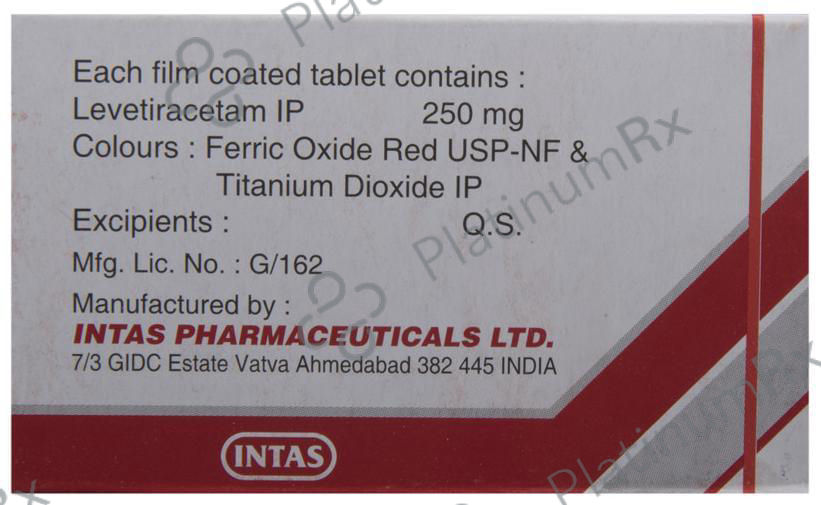 Each film coated tablet contains :
Levetiracetam IP 250 mg
Colours : Ferric Oxide Red USP-NF &
Titanium Dioxide IP
Excipients : Q.S.
Mfg. Lic. No. : G/162
Manufactured by :
INTAS PHARMACEUTICALS LTD.
7/3 GIDC Estate Vatva Ahmedabad 382 445 INDIA
INTAS
PlatinumRx
PlatinumRx